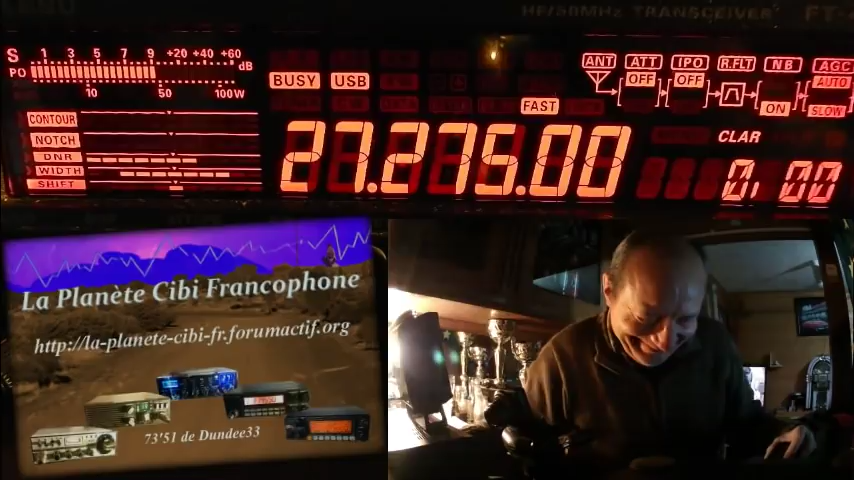 HF/50MHz TRANSCEIVER FT-
S 1 3 5 7 9 +20 +40 +60 dB
PO 10 50 100W
BUSY USB
FAST
ANT ATT IPO R.FLT NB AGC
OFF OFF AUTO
ON SLOW
CONTOUR
NOTCH
DNR
WIDTH
SHIFT
27.275.00
CLAR
0.00
La Planète Cibi Francophone
http://la-planete-cibi-fr.forumactif.org
73'51 de Dundee33